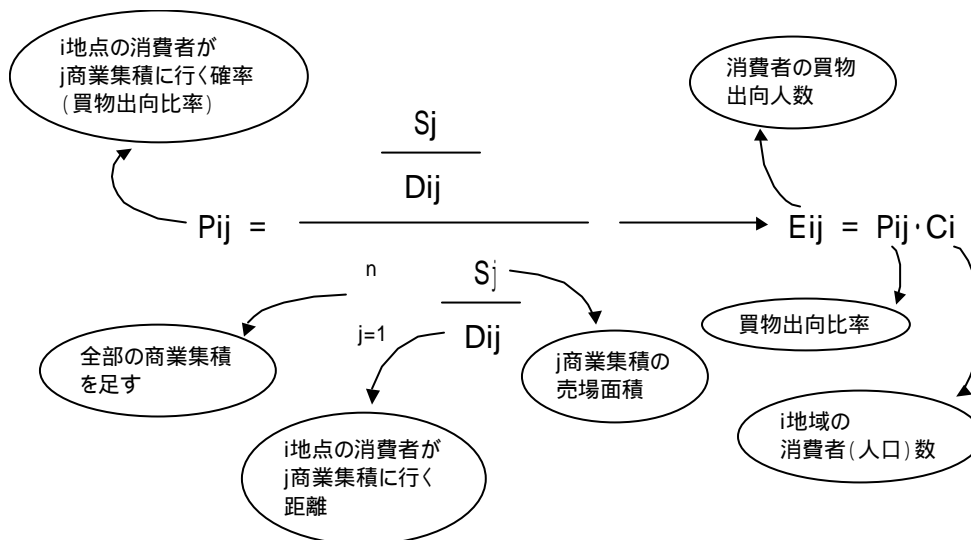 i地点の消費者が
j商業集積に行く確率
(買物出向比率)
消費者の買物
出向人数
Sj
Dij
Pij =
Eij = Pij・Ci
n
j=1
Sj
Dij
全部の商業集積
を足す
i地点の消費者が
j商業集積に行く
距離
j商業集積の
売場面積
買物出向比率
i地域の
消費者(人口)数